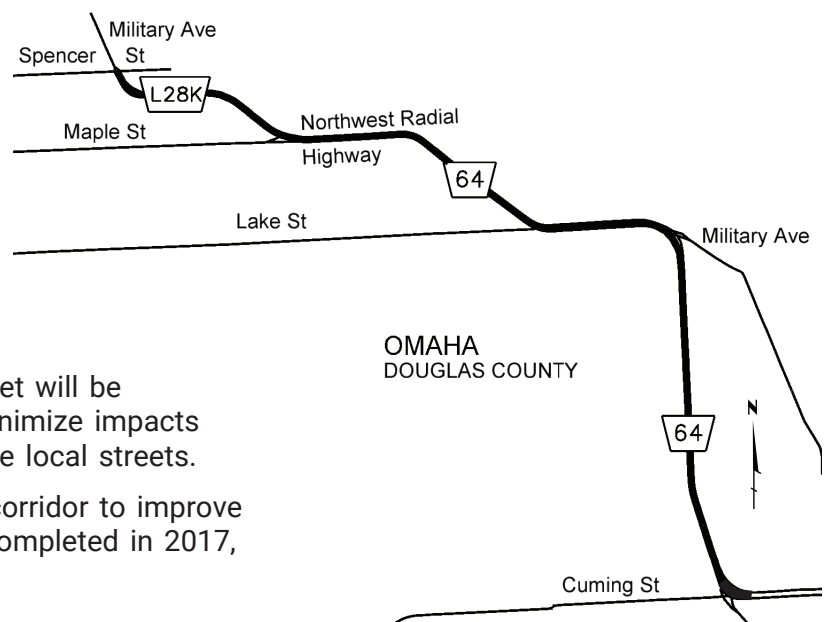 Military Ave
Spencer St
L28K
Northwest Radial
Maple St
Highway
64
Lake St
Military Ave
OMAHA
DOUGLAS COUNTY
et will be
nimize impacts
e local streets.
N
64
corridor to improve
ompleted in 2017,
Cuming St